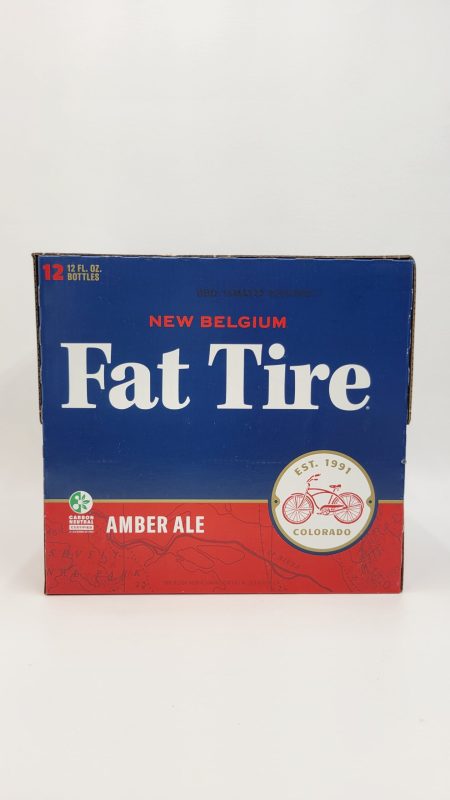 12 12 FL. OZ.
BOTTLES
NEW BELGIUM
Fat Tire®
EST. 1991
COLORADO
CARBON
NEUTRAL
CERTIFIED
AMBER ALE